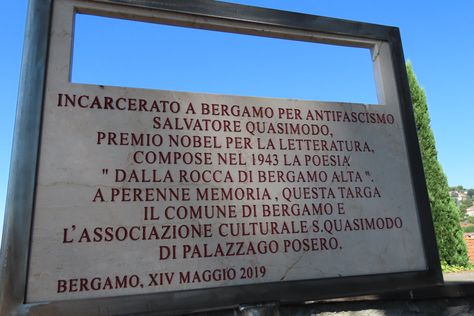 INCARCERATO A BERGAMO PER ANTIFASCISMO
SALVATORE QUASIMODO,
PREMIO NOBEL PER LA LETTERATURA,
COMPOSE NEL 1943 LA POESIA
" DALLA ROCCA DI BERGAMO ALTA ".
A PERENNE MEMORIA, QUESTA TARGA
IL COMUNE DI BERGAMO E
L'ASSOCIAZIONE CULTURALE S.QUASIMODO
DI PALAZZAGO POSERO.
BERGAMO, XIV MAGGIO 2019